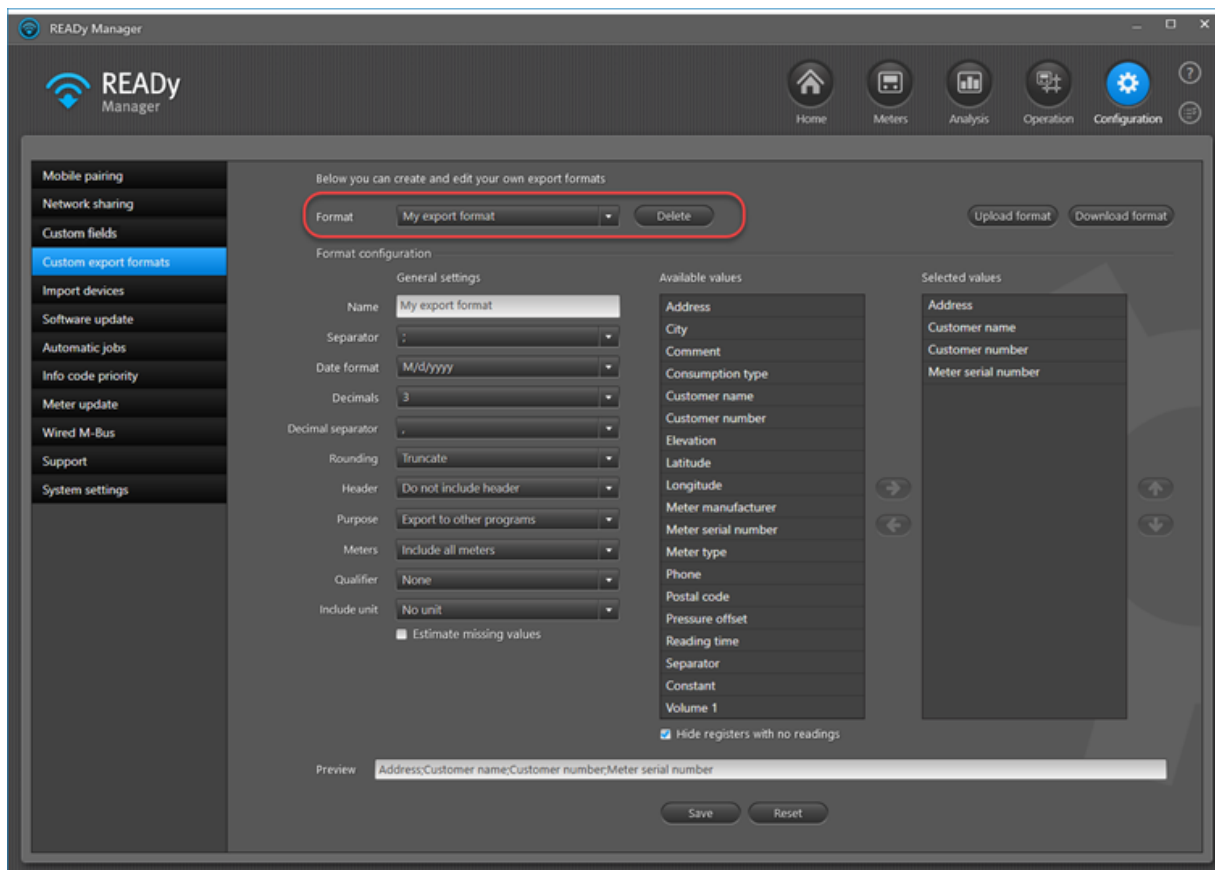 READy Manager
READy
Manager
Home
Meters
Analysis
Operation
Configuration
?
Mobile pairing
Network sharing
Custom fields
Custom export formats
Import devices
Software update
Automatic jobs
Info code priority
Meter update
Wired M-Bus
Support
System settings
Below you can create and edit your own export formats
Format My export format Delete Upload format Download format
Format configuration
General settings
Name My export format
Separator ;
Date format M/d/yyyy
Decimals 3
Decimal separator ,
Rounding Truncate
Header Do not include header
Purpose Export to other programs
Meters Include all meters
Qualifier None
Include unit No unit
Estimate missing values
Available values
Address
City
Comment
Consumption type
Customer name
Customer number
Elevation
Latitude
Longitude
Meter manufacturer
Meter serial number
Meter type
Phone
Postal code
Pressure offset
Reading time
Separator
Constant
Volume 1
Hide registers with no readings
Selected values
Address
Customer name
Customer number
Meter serial number
Preview Address;Customer name;Customer number;Meter serial number
Save Reset